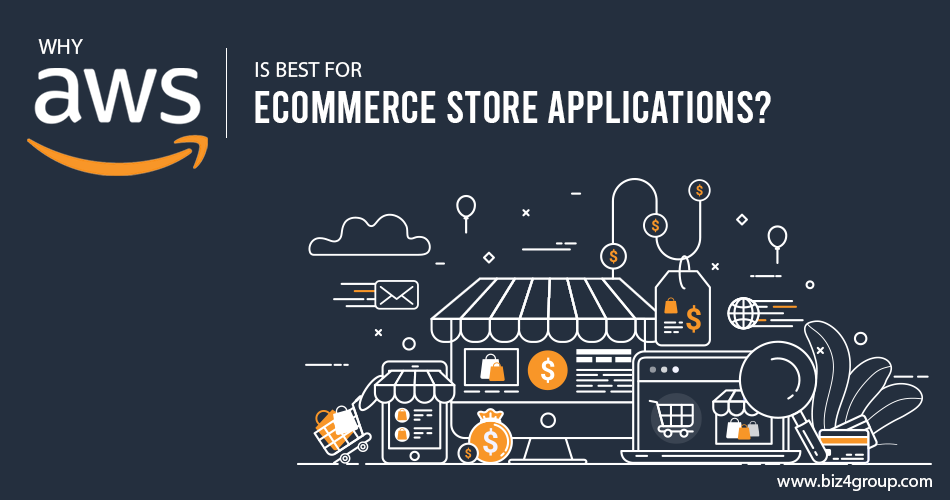 WHY
aws
IS BEST FOR
ECOMMERCE STORE APPLICATIONS?
$
$
$
$
$
$
$
www.biz4group.com